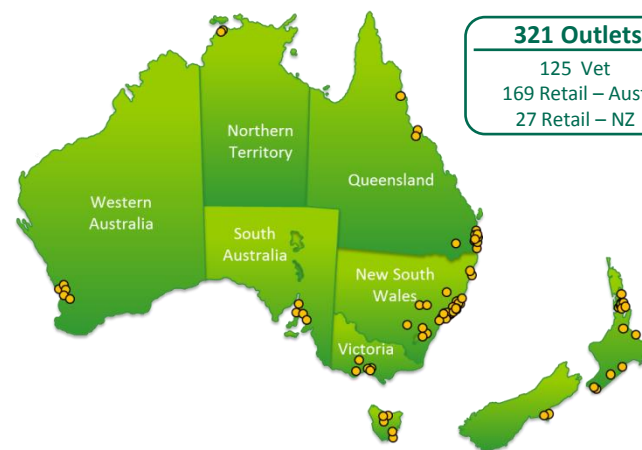 321 Outlets
125 Vet
169 Retail – Aust
27 Retail – NZ
Northern
Territory
Queensland
Western
Australia
South
Australia
New South
Wales
Victoria